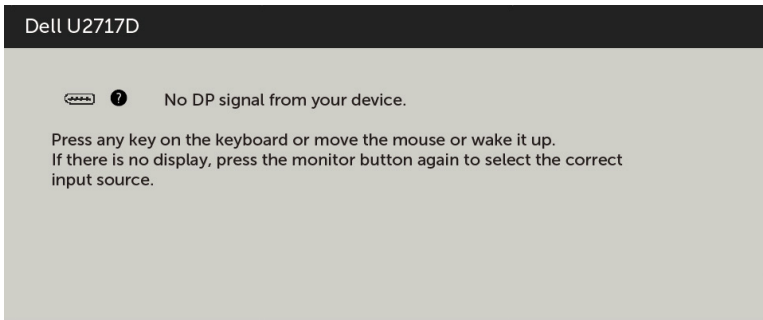 Dell U2717D
? No DP signal from your device.
Press any key on the keyboard or move the mouse or wake it up.
If there is no display, press the monitor button again to select the correct
input source.